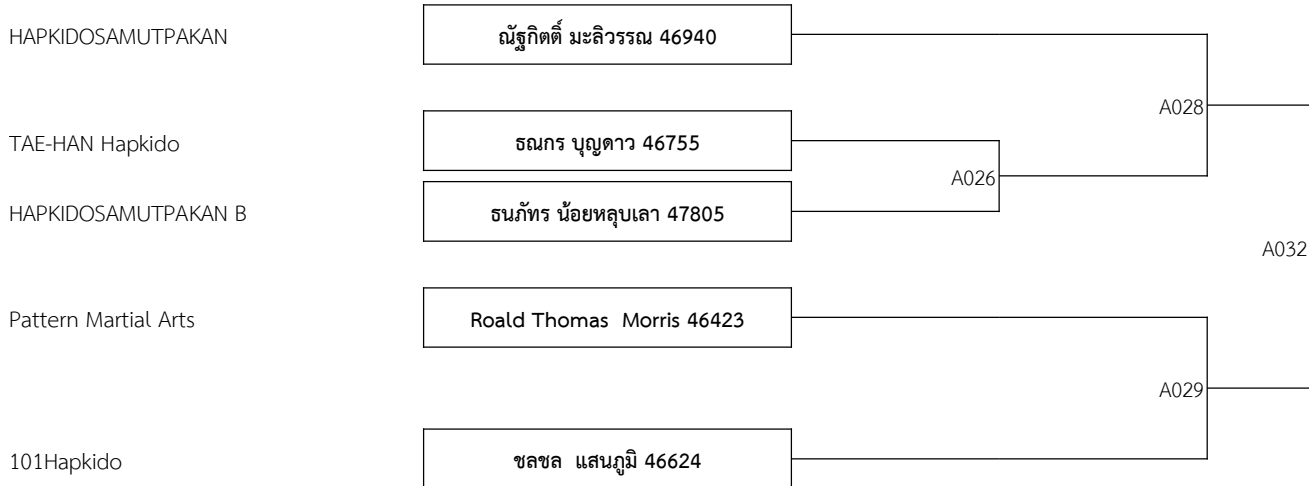 HAPKIDOSAMUTPAKAN
ณัฐกิตติ์ มะลิวรรณ 46940
A028
TAE-HAN Hapkido
ธณกร บุญดาว 46755
A026
HAPKIDOSAMUTPAKAN B
ธนภัทร น้อยหลุบเลา 47805
A032
Pattern Martial Arts
Roald Thomas  Morris 46423
A029
101Hapkido
ชลชล  แสนภูมิ 46624